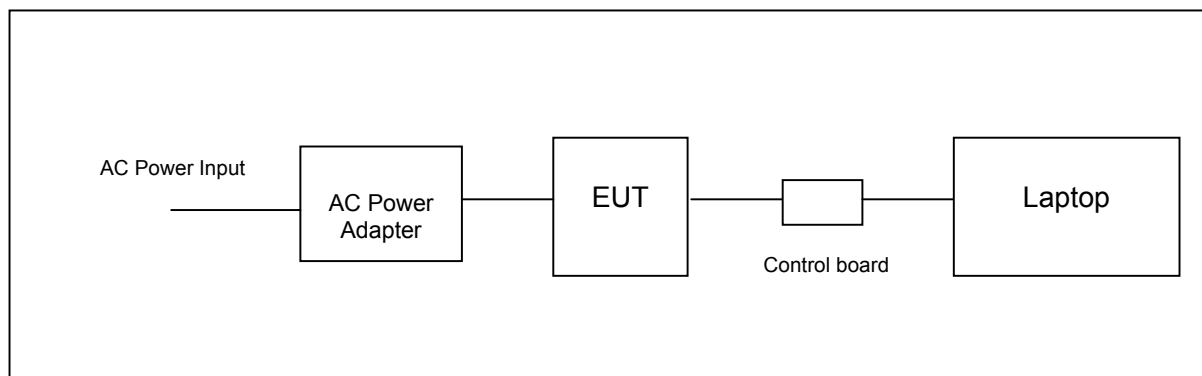 AC Power Input
AC Power
Adapter
EUT
Control board
Laptop